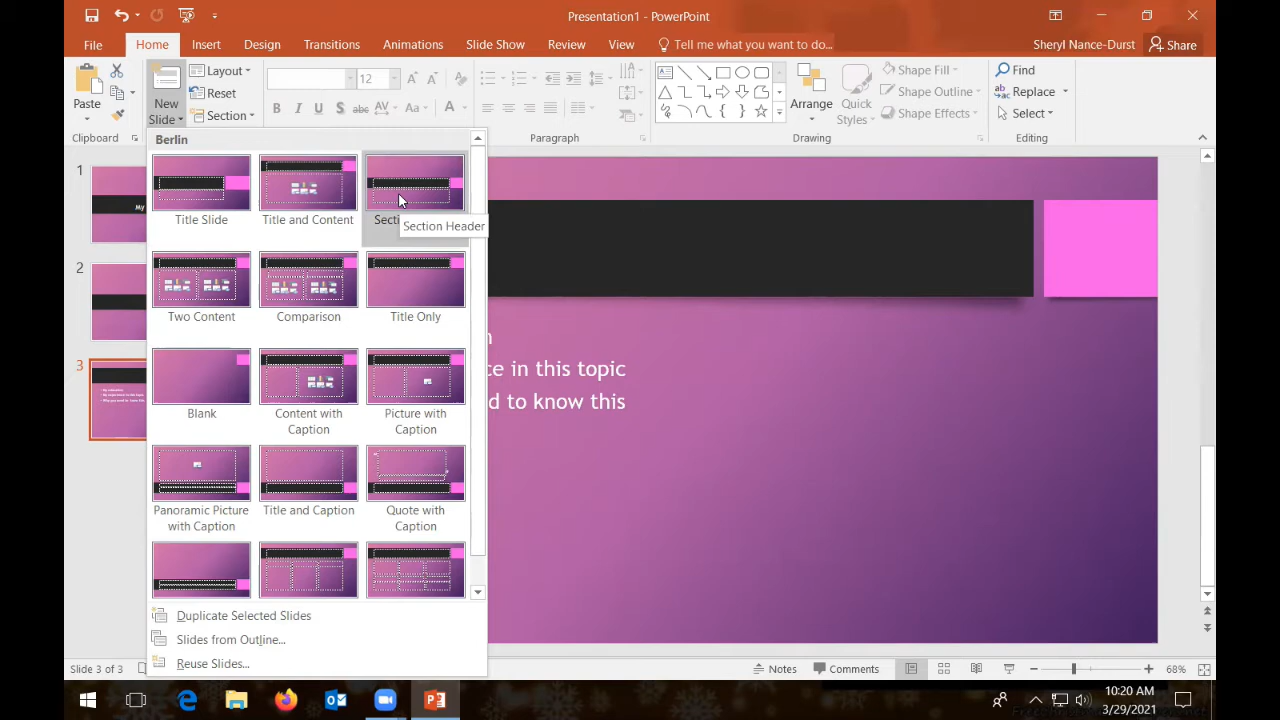 Presentation1 - PowerPoint
File
Home
Insert
Design
Transitions
Animations
Slide Show
Review
View
Tell me what you want to do...
Sheryl Nance-Durst
Share
Paste
Clipboard
New
Slide
Layout
Reset
Section
12
B
I
U
S
abc
AV
Aa
A
Paragraph
Arrange
Quick
Styles
Shape Fill
Shape Outline
Shape Effects
Drawing
Find
Replace
Select
Editing
Berlin
Title Slide
Title and Content
Section Header
Two Content
Comparison
Title Only
Blank
Content with
Caption
Picture with
Caption
Panoramic Picture
with Caption
Title and Caption
Quote with
Caption
Duplicate Selected Slides
Slides from Outline...
Reuse Slides...
1
My
2
3
n
ce in this topic
d to know this
Slide 3 of 3
Notes
Comments
68%
10:20 AM
3/29/2021